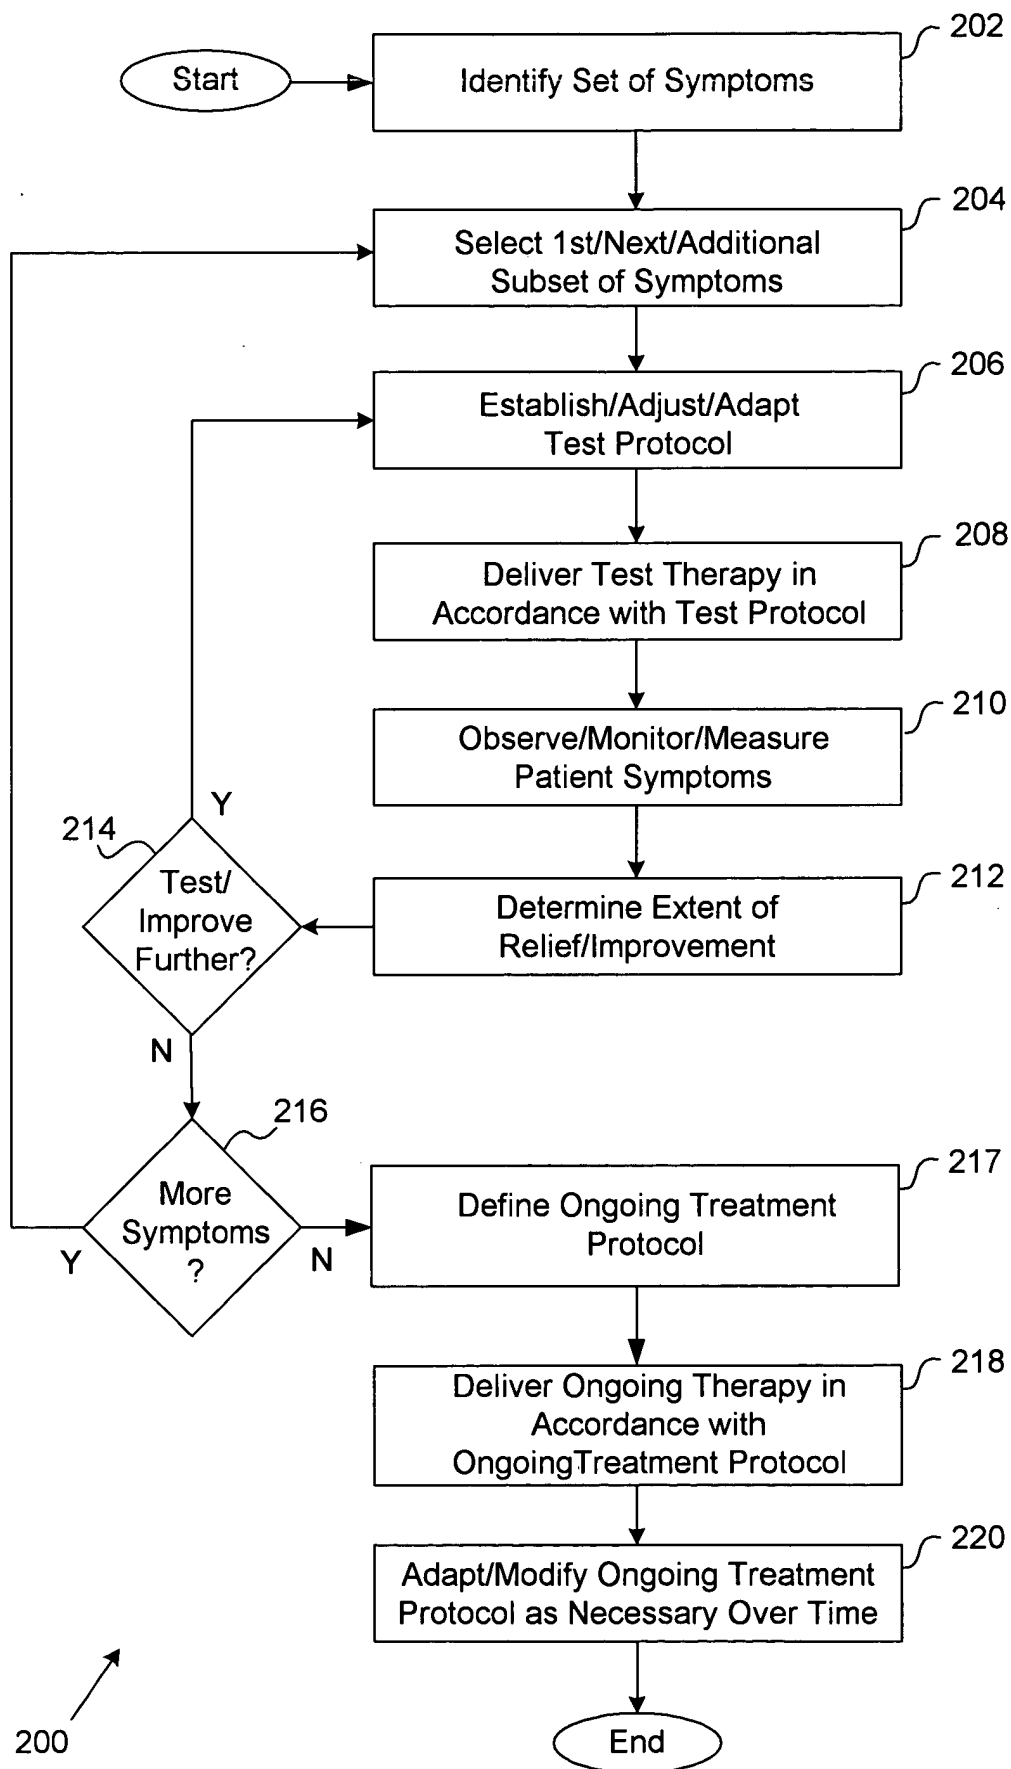 202
Start
Identify Set of Symptoms
204
Select 1st/Next/Additional
Subset of Symptoms
206
Establish/Adjust/Adapt
Test Protocol
208
Deliver Test Therapy in
Accordance with Test Protocol
210
Observe/Monitor/Measure
Patient Symptoms
Y
214
Test/
Improve
Further?
212
Determine Extent of
Relief/Improvement
N
216
More
Symptoms
?
Y
N
217
Define Ongoing Treatment
Protocol
218
Deliver Ongoing Therapy in
Accordance with
OngoingTreatment Protocol
220
Adapt/Modify Ongoing Treatment
Protocol as Necessary Over Time
200
End